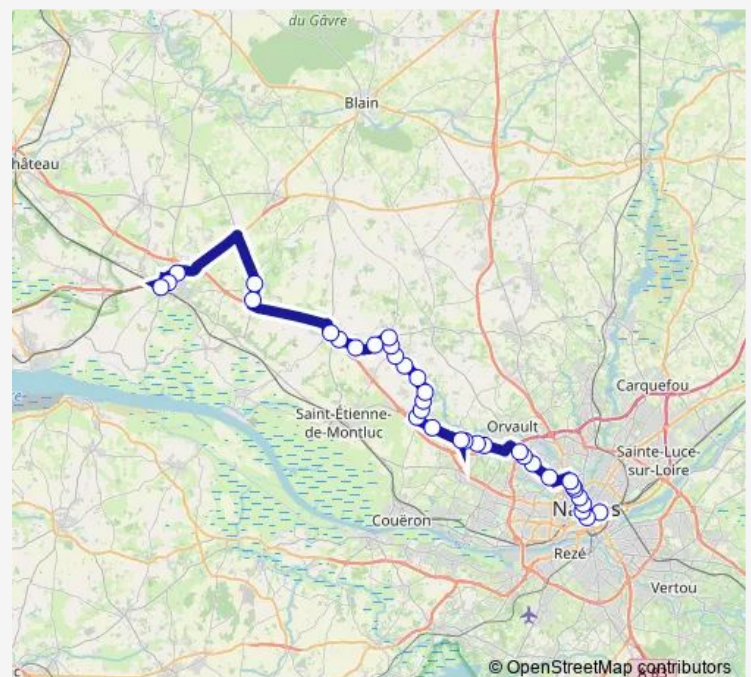 du Gâvre
Blain
hâteau
Carquefou
Saint-Étienne-
de-Montluc
Orvault
Sainte-Luce-
sur-Loire
Couëron
Rezé
Vertou
© OpenStreetMap contributors